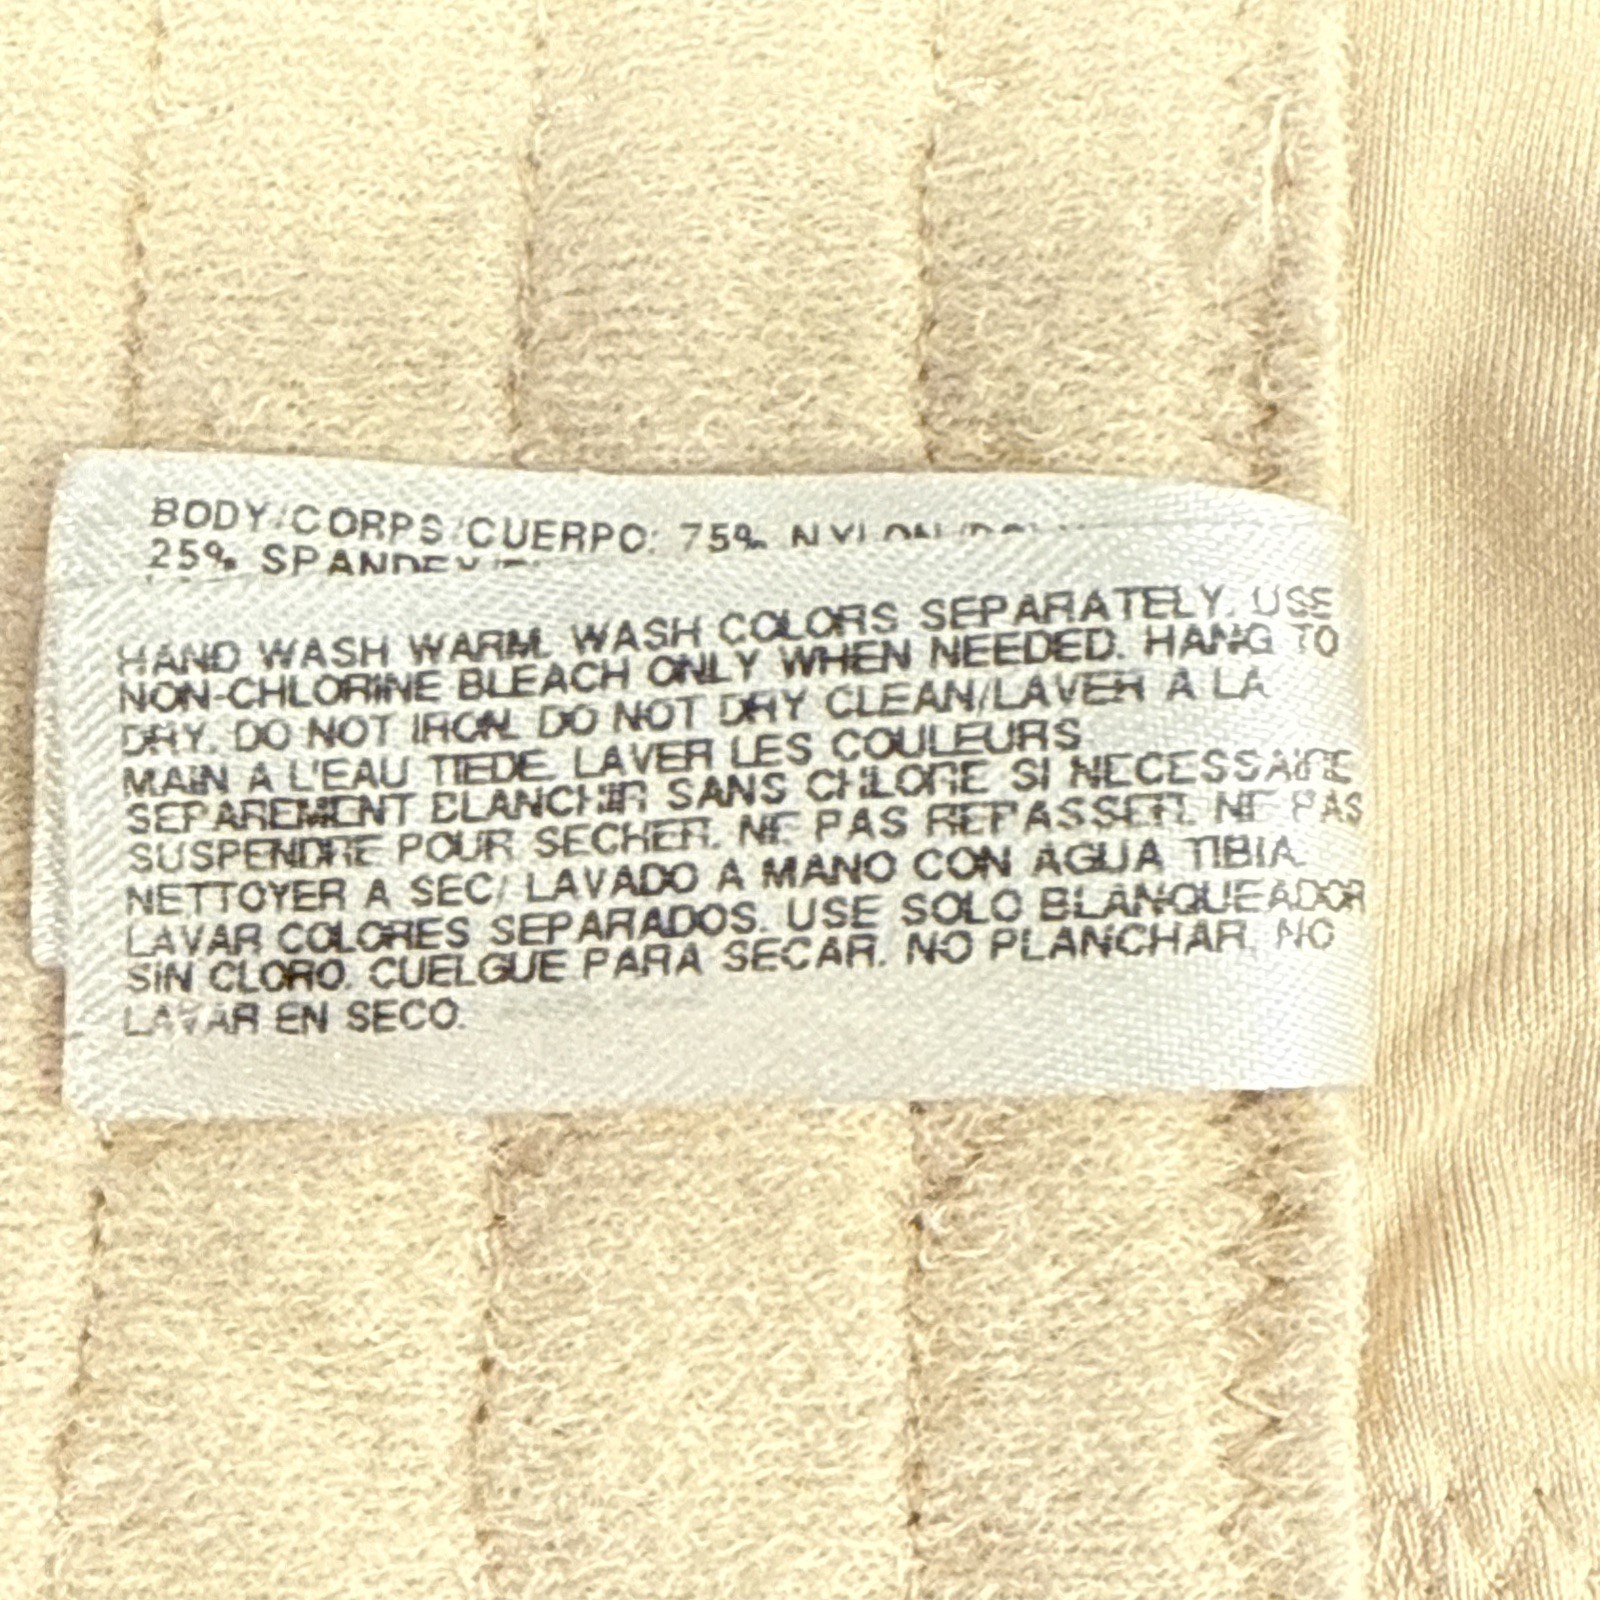 BODY/CORPS/CUERPO: 75% NYLON
25% SPANDEX
HAND WASH WARM. WASH COLORS SEPARATELY. USE
NON-CHLORINE BLEACH ONLY WHEN NEEDED. HANG TO
DRY. DO NOT IRON. DO NOT DRY CLEAN/LAVER A LA
MAIN A L'EAU TIEDE. LAVER LES COULEURS
SEPAREMENT BLANCHIR SANS CHLORE SI NECESSAIRE
SUSPENDRE POUR SECHER. NE PAS REPASSER. NE PAS
NETTOYER A SEC/ LAVADO A MANO CON AGUA TIBIA.
LAVAR COLORES SEPARADOS. USE SOLO BLANQUEADOR
SIN CLORO. CUELGUE PARA SECAR. NO PLANCHAR. NO
LAVAR EN SECO.